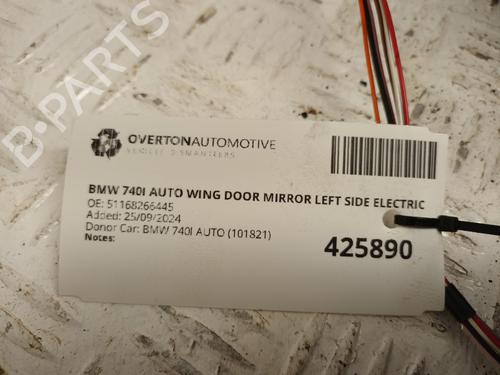 B-PARTS
OVERTONAUTOMOTIVE
VEHICLE DISMANTLERS
BMW 740I AUTO WING DOOR MIRROR LEFT SIDE ELECTRIC
OE: 51168266445
Added: 25/09/2024
Donor Car: BMW 740I AUTO (101821)
Notes:
425890